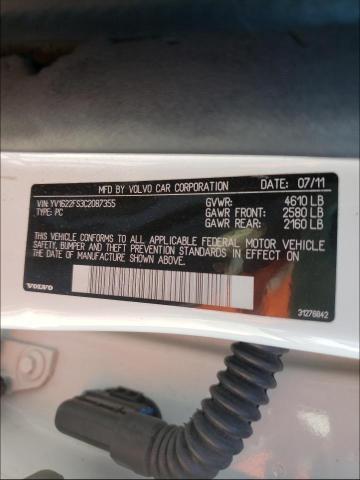 MFD BY VOLVO CAR CORPORATION DATE: 07/11
VIN: YV1622FS3C2087355 GVWR: 4610 LB
TYPE: PC GAWR FRONT: 2580 LB
GAWR REAR: 2160 LB
THIS VEHICLE CONFORMS TO ALL APPLICABLE FEDERAL MOTOR VEHICLE
SAFETY, BUMPER AND THEFT PREVENTION STANDARDS IN EFFECT ON
THE DATE OF MANUFACTURE SHOWN ABOVE.
VOLVO 31276842